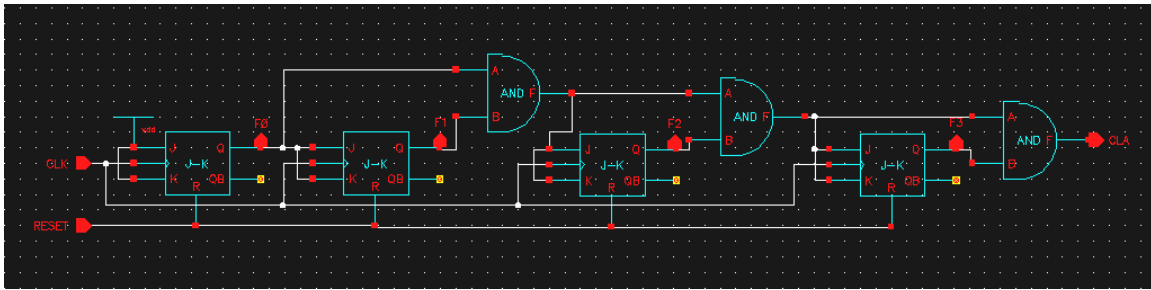 A
AND F
B
A
AND F
B
A
AND F
B
CLA
F0
F1
F2
F3
vdd
J Q
J-K
K QB
R
J Q
J-K
K QB
R
J Q
J-K
K QB
R
J Q
J-K
K QB
R
CLK
RESET